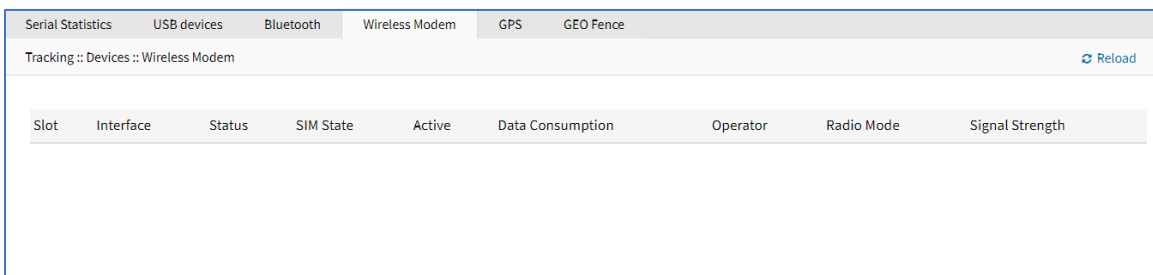 Serial Statistics USB devices Bluetooth Wireless Modem GPS GEO Fence
Tracking :: Devices :: Wireless Modem Reload
Slot Interface Status SIM State Active Data Consumption Operator Radio Mode Signal Strength